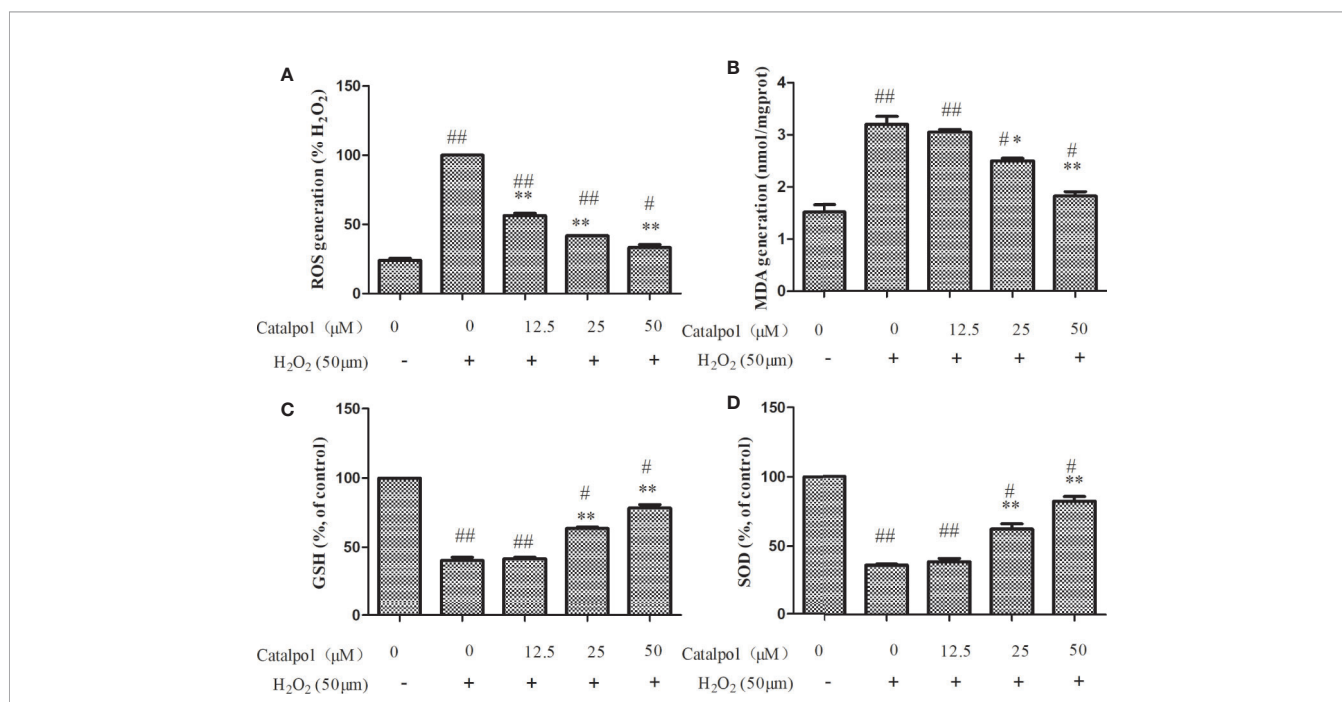 A
ROS generation (% H₂O₂)
150
100
50
0
##
##
**
##
**
#
**
Catalpol (μM) 0 0 12.5 25 50
H₂O₂ (50μm) - + + + +
B
MDA generation (nmol/mgprot)
4
3
2
1
0
##
##
# *
#
**
Catalpol (μM) 0 0 12.5 25 50
H₂O₂ (50μm) - + + + +
C
GSH (%, of control)
150
100
50
0
##
##
#
**
#
**
Catalpol (μM) 0 0 12.5 25 50
H₂O₂ (50μm) - + + + +
D
SOD (%, of control)
150
100
50
0
##
##
#
**
#
**
Catalpol (μM) 0 0 12.5 25 50
H₂O₂ (50μm) - + + + +